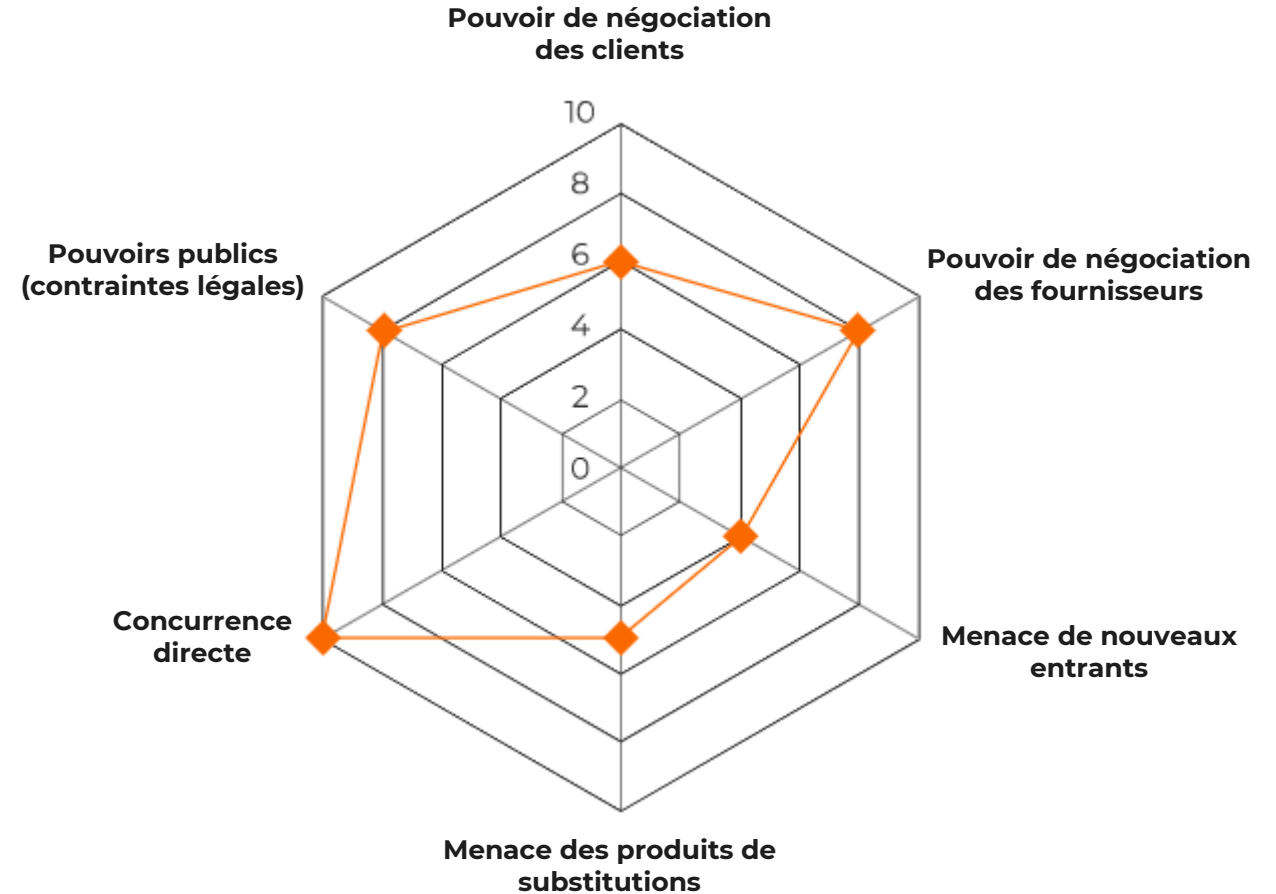 Pouvoir de négociation
des clients
10
8
6
4
2
0
Pouvoirs publics
(contraintes légales)
Pouvoir de négociation
des fournisseurs
Concurrence
directe
Menace de nouveaux
entrants
Menace des produits de
substitutions